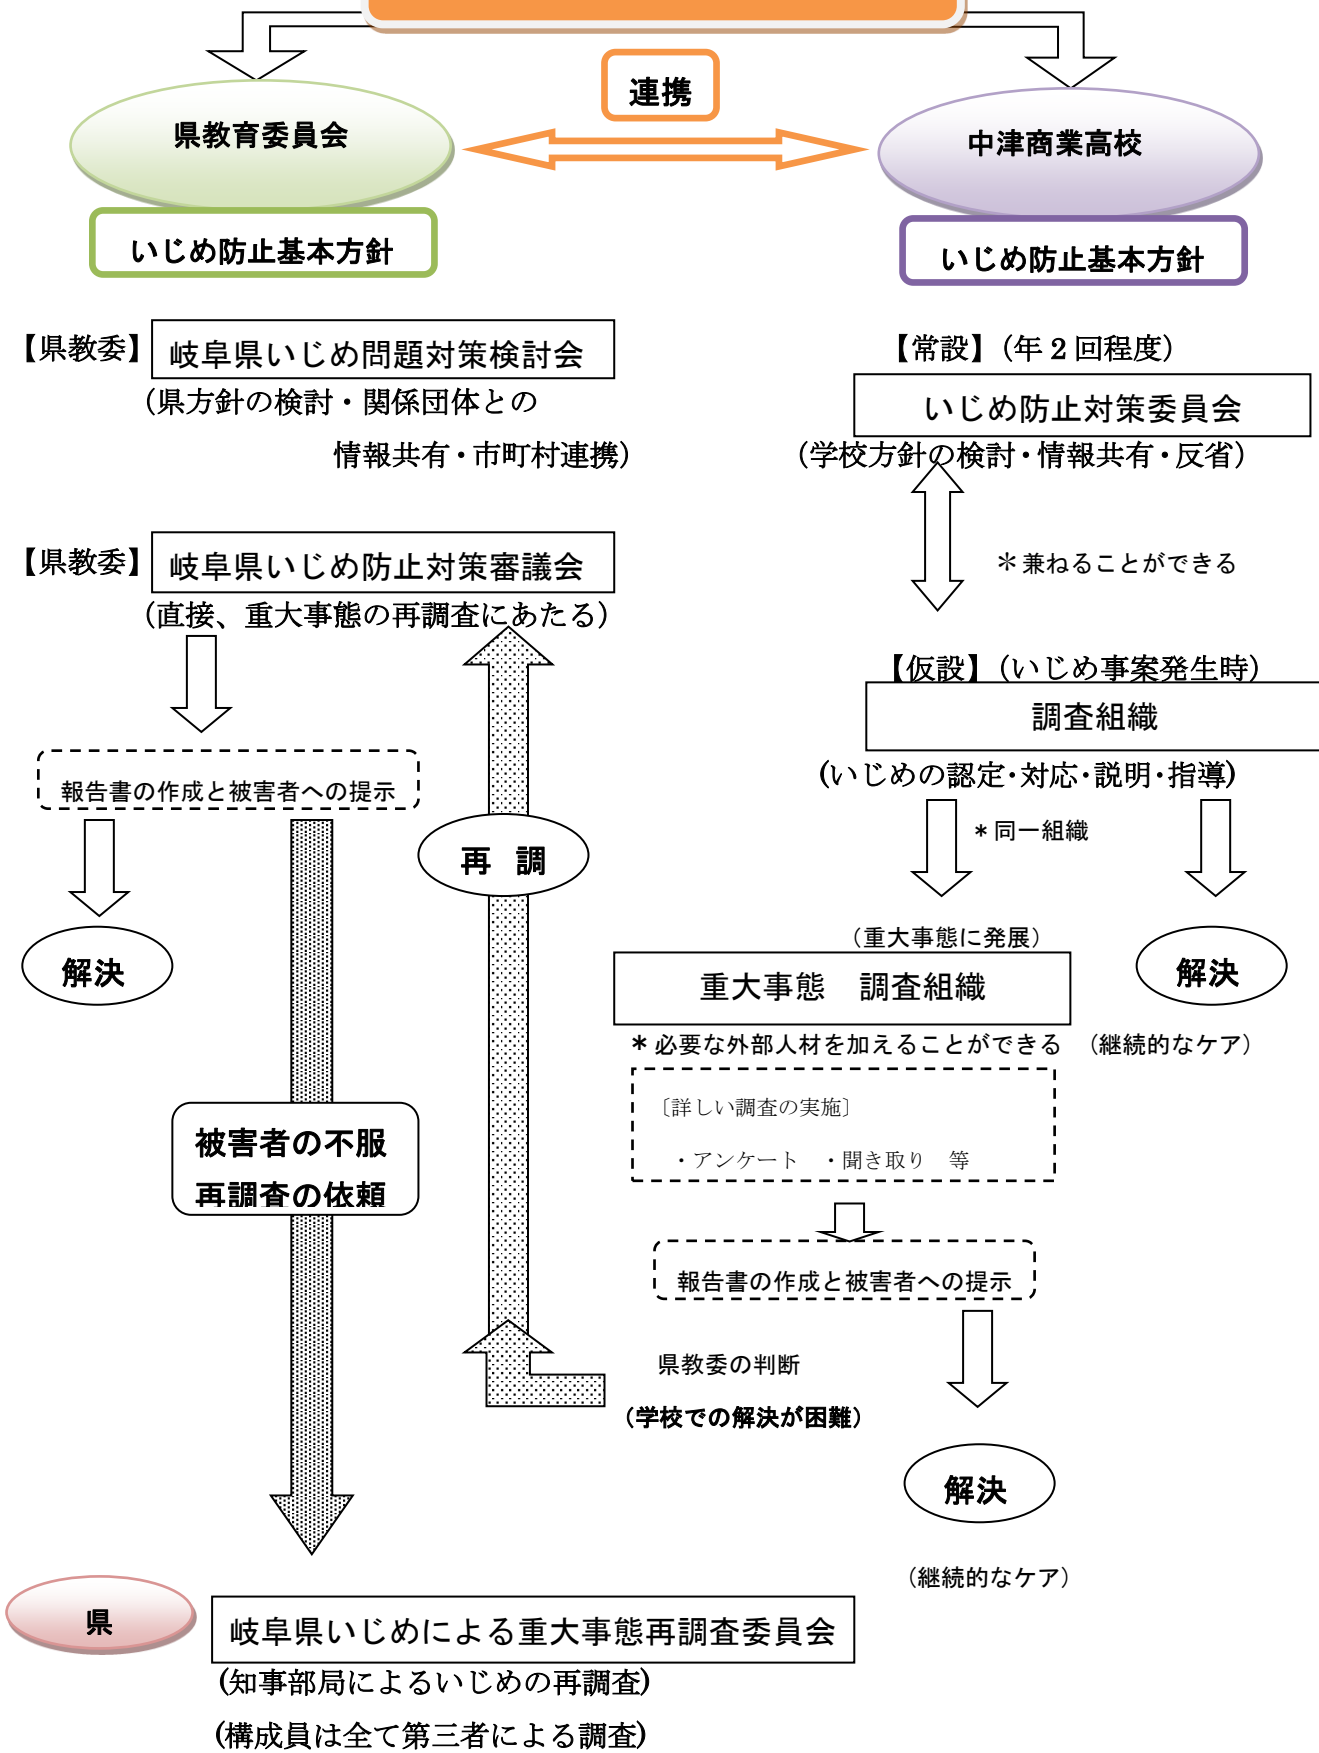 連携
県教育委員会
中津商業高校
いじめ防止基本方針
いじめ防止基本方針
【県教委】
岐阜県いじめ問題対策検討会
（県方針の検討・関係団体との
情報共有・市町村連携）
【常設】（年２回程度）
いじめ防止対策委員会
（学校方針の検討・情報共有・反省）
＊兼ねることができる
【県教委】
岐阜県いじめ防止対策審議会
（直接、重大事態の再調査にあたる）
【仮設】（いじめ事案発生時）
調査組織
（いじめの認定・対応・説明・指導）
＊同一組織
報告書の作成と被害者への提示
再　調
解決
（重大事態に発展）
重大事態　調査組織
解決
＊必要な外部人材を加えることができる
（継続的なケア）
〔詳しい調査の実施〕
・アンケート　・聞き取り　等
被害者の不服
再調査の依頼
報告書の作成と被害者への提示
県教委の判断
（学校での解決が困難）
解決
（継続的なケア）
県
岐阜県いじめによる重大事態再調査委員会
（知事部局によるいじめの再調査）
（構成員は全て第三者による調査）